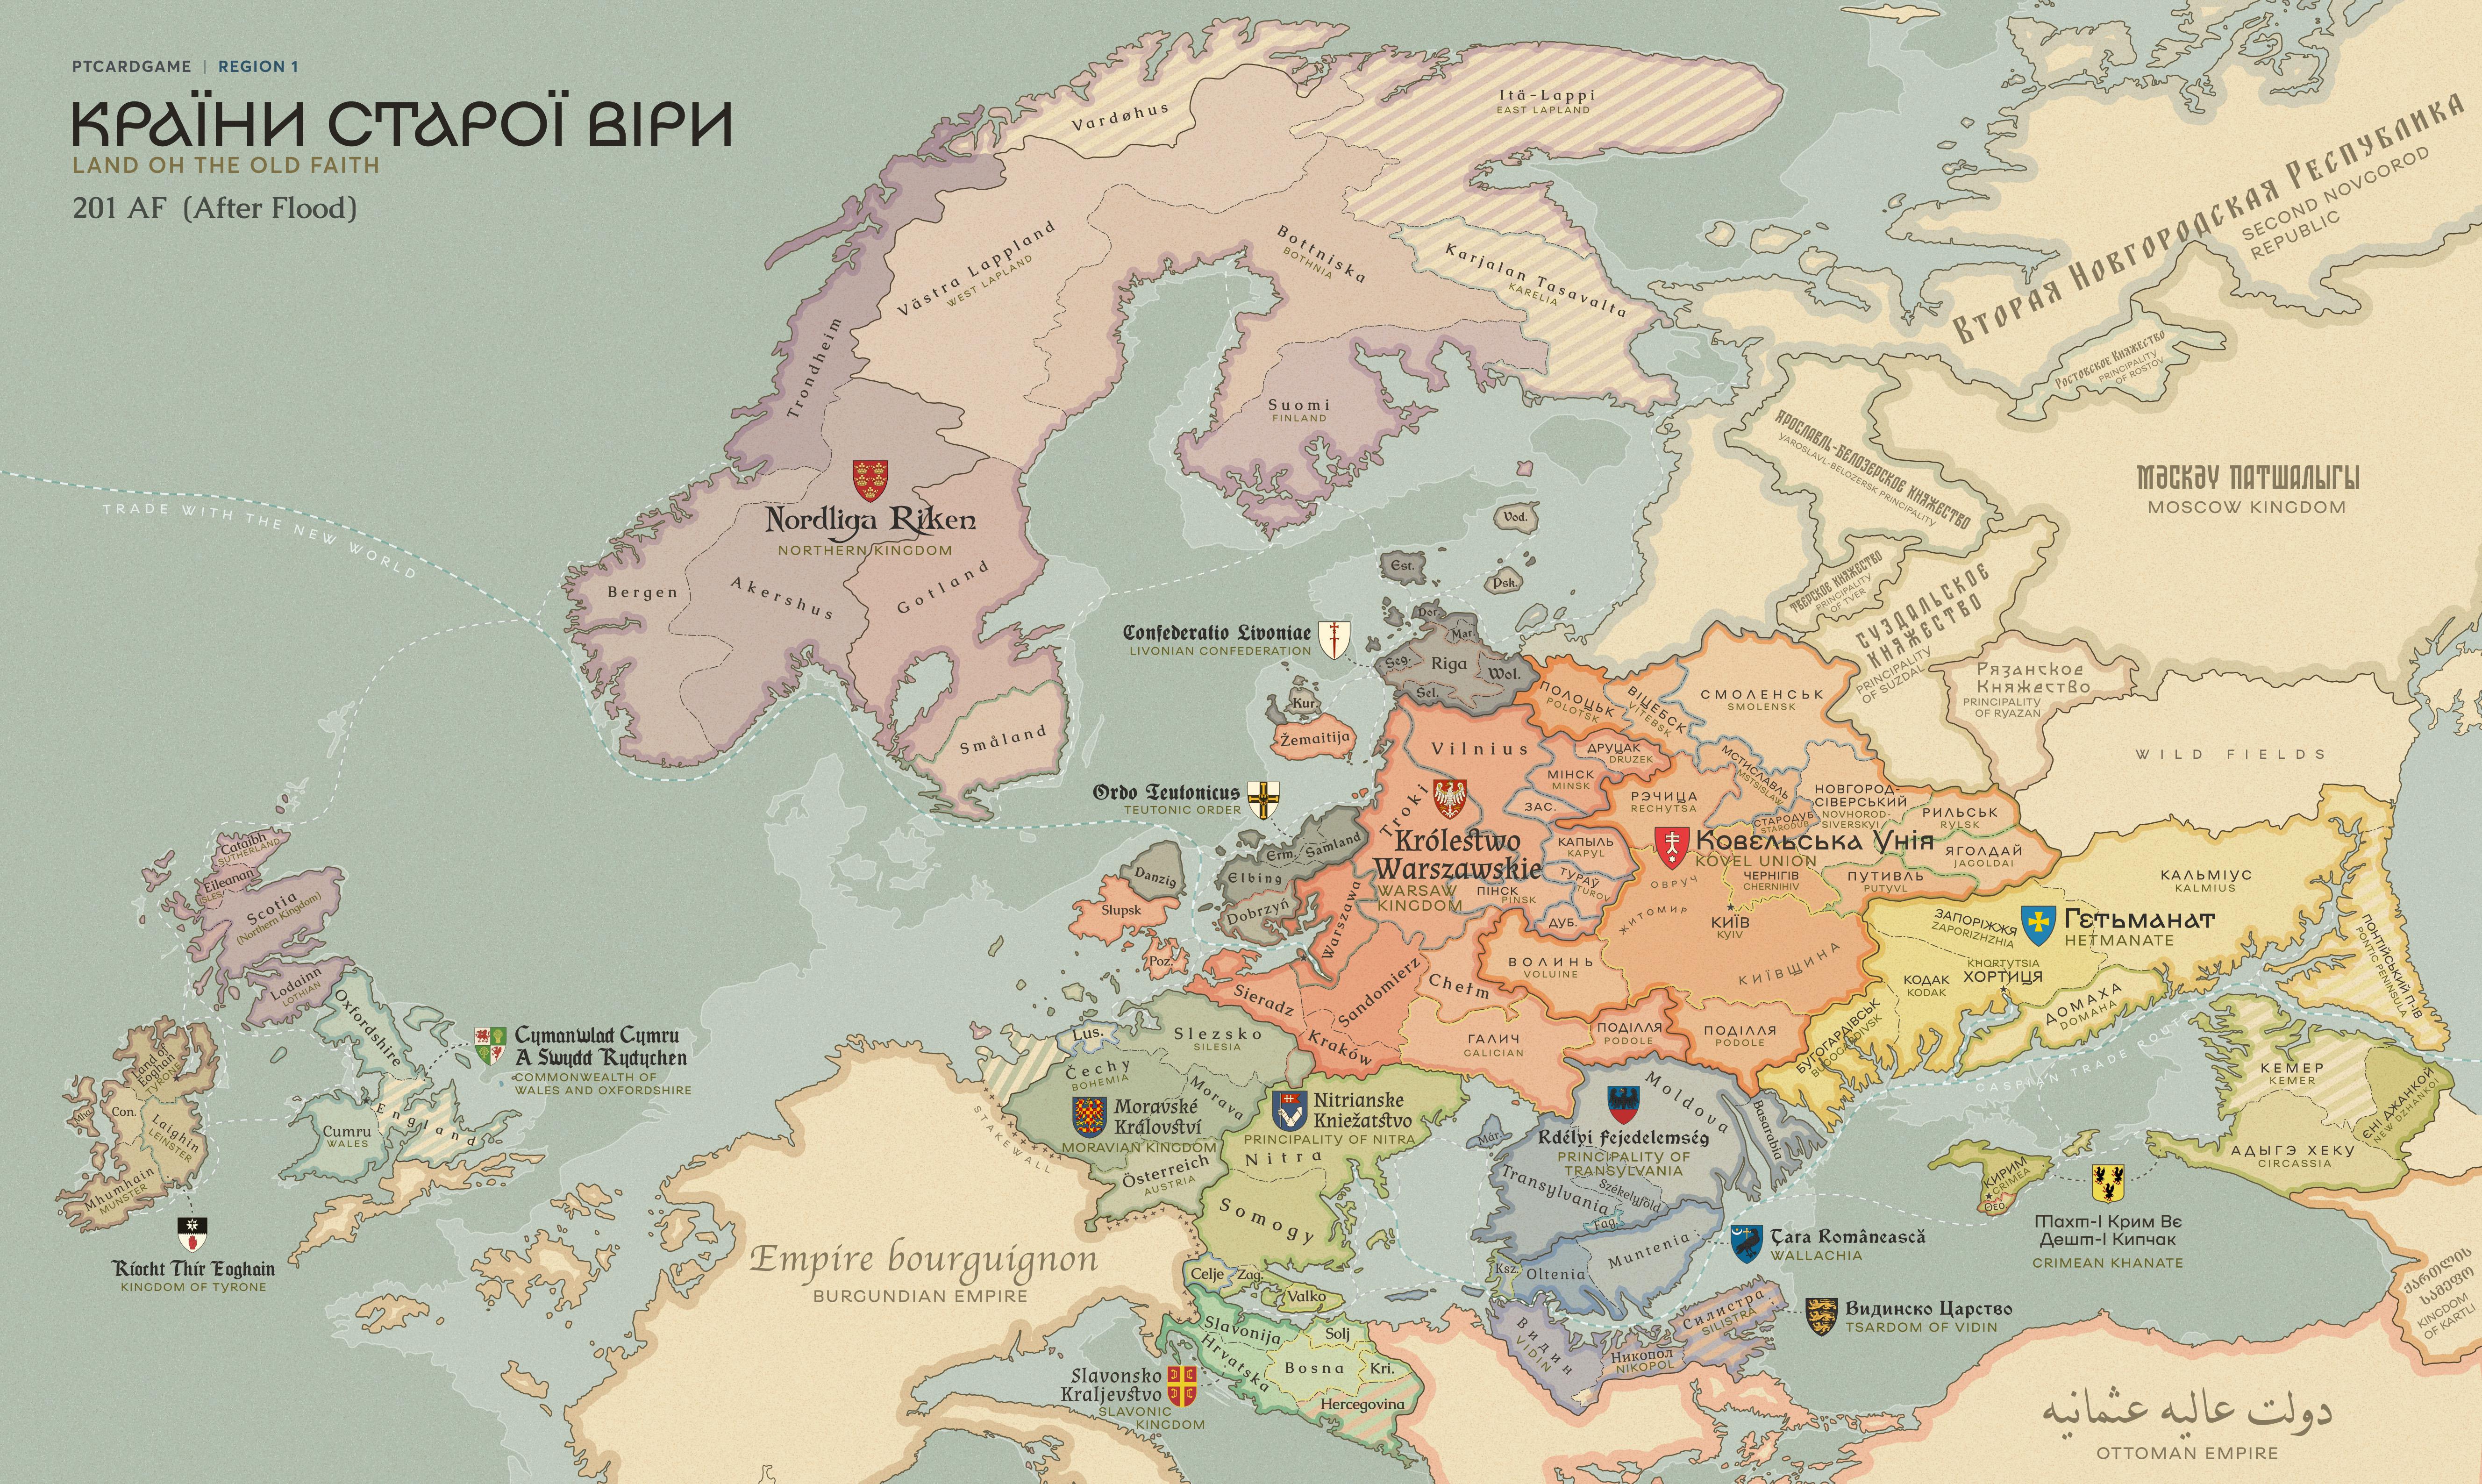 PTCARDGAME | REGION 1
КРАЇНИ СТАРОЇ ВІРИ
LAND OH THE OLD FAITH
201 AF (After Flood)
TRADE WITH THE NEW WORLD
Vardøhus
Itä-Lappi
EAST LAPLAND
Västra Lappland
WEST LAPLAND
Bottniska
BOTHNIA
Karjalan Tasavalta
KARELIA
Trondheim
Suomi
FINLAND
Nordliga Riken
NORTHERN KINGDOM
Bergen
Akershus
Gotland
Småland
Вторая Новгородская Республика
SECOND NOVGOROD
REPUBLIC
Ростовское Княжество
PRINCIPALITY
OF ROSTOV
ЯРОСЛАВЛЬ-БЕЛОЗЕРСКОЕ КНЯЖЕСТВО
YAROSLAVL-BELOZERSK PRINCIPALITY
Мәскәү ПАТШАЛЫГЫ
MOSCOW KINGDOM
ТВЕРСКОЕ КНЯЖЕСТВО
PRINCIPALITY
OF TVER
СУЗДАЛЬСКОЕ
КНЯЖЕСТВО
PRINCIPALITY
OF SUZDAL
Рязанское
Княжество
PRINCIPALITY
OF RYAZAN
WILD FIELDS
Vod.
Est.
Psk.
Dor.
Mar.
Confederatio Livoniae
LIVONIAN CONFEDERATION
Seg.
Riga
Wol.
Sel.
Kur.
Žemaitija
Ordo Teutonicus
TEUTONIC ORDER
Erm.
Samland
Elbing
Danzig
Dobrzyń
Slupsk
Poz.
Vilnius
Troki
Królestwo
Warszawskie
WARSAW
KINGDOM
Warszawa
Sieradz
Sandomierz
Kraków
Chełm
ПОЛОЦЬК
POLOTSK
ВІЦЕБСК
VITEBSK
СМОЛЕНСЬК
SMOLENSK
ДРУЦАК
DRUZEK
МІНСК
MINSK
ЗАС.
РЭЧИЦА
RECHYTSA
МСТИСЛАВЛЬ
MSTSISLAW
НОВГОРОД-
СІВЕРСЬКИЙ
NOVHOROD-
SIVERSKYI
СТАРОДУБ
STARODUB
РИЛЬСЬК
RYLSK
Ковельська Унія
KOVEL UNION
КАПЫЛЬ
KAPYL
ЯГОЛДАЙ
JAGOLDAI
ТУРАЎ
TUROV
ПІНСК
PINSK
ДУБ.
ОВРУЧ
ЖИТОМИР
ЧЕРНІГІВ
CHERNIHIV
ПУТИВЛЬ
PUTYVL
КИЇВ
KYIV
КИЇВЩИНА
ВОЛИНЬ
VOLUINE
ГАЛИЧ
GALICIAN
ПОДІЛЛЯ
PODOLE
ПОДІЛЛЯ
PODOLE
КАЛЬМІУС
KALMIUS
ЗАПОРІЖЖЯ
ZAPORIZHZHIA
Гетьманат
HETMANATE
KHORTYTSIA
ХОРТИЦЯ
КОДАК
KODAK
ДОМАХА
DOMAHA
БУГОГАРДІВСЬК
BUGOGARDIVSK
ПОНТІЙСЬКИЙ П-ІВ
PONTIC PENINSULA
CASPIAN TRADE ROUTE
КЕМЕР
KEMER
ЄНІ ДЖАНКОЙ
NEW DZHANKOI
АДЫГЭ ХЕКУ
CIRCASSIA
КИРИМ
CRIMEA
Θεο.
Тахт-І Крим Вє
Дешт-І Кипчак
CRIMEAN KHANATE
Cataibh
SUTHERLAND
Eileanan
ISLES
Scotia
(Northern Kingdom)
Lodainn
LOTHIAN
Oxfordshire
Cymanwlad Cymru
A Swydd Rydychen
COMMONWEALTH OF
WALES AND OXFORDSHIRE
England
Cumru
WALES
Land of
Eoghain
TYRONE
Mho.
Con.
Laighin
LEINSTER
Mhumhain
MUNSTER
Ríocht Thír Eoghain
KINGDOM OF TYRONE
Lus.
Slezsko
SILESIA
Čechy
BOHEMIA
Morava
Moravské
Království
MORAVIAN KINGDOM
STAKEWALL
Österreich
AUSTRIA
Nitrianske
Kniežatstvo
PRINCIPALITY OF NITRA
Nitra
Somogy
Celje
Zag.
Valko
Empire bourguignon
BURGUNDIAN EMPIRE
Slavonija
Hrvatska
Solj
Bosna
Kri.
Hercegovina
Slavonsko
Kraljevstvo
SLAVONIC
KINGDOM
Mar.
Moldova
Basarabia
Rdélyi Fejedelemség
PRINCIPALITY OF
TRANSYLVANIA
Transylvania
Székelyföld
Fag.
Muntenia
Ksz.
Oltenia
Țara Românească
WALLACHIA
Видин
VIDIN
Силистра
SILISTRA
Никопол
NIKOPOL
Видинско Царство
TSARDOM OF VIDIN
ქართლის
სამეფო
KINGDOM
OF KARTLI
دولت عالیه عثمانیه
OTTOMAN EMPIRE